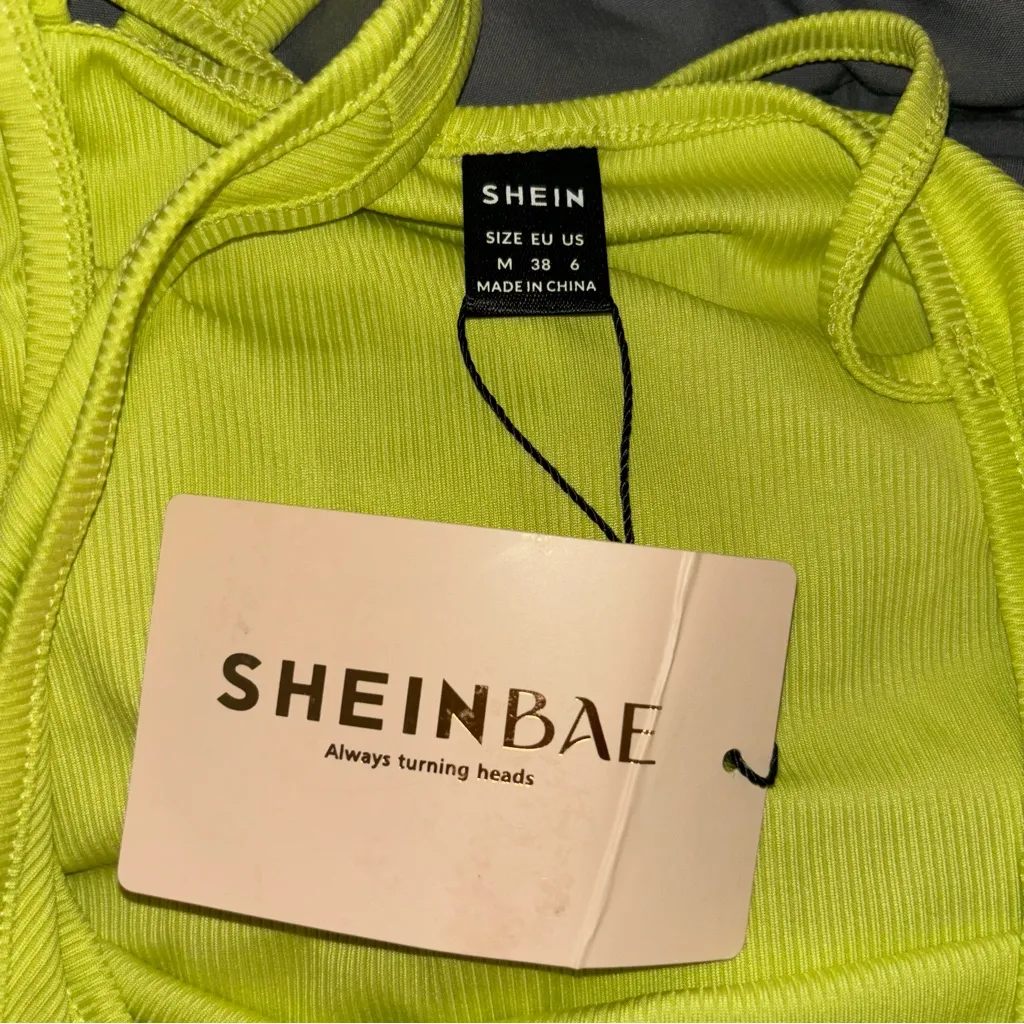 SHEIN
SIZE EU US
M 38 6
MADE IN CHINA
SHEINBAE
Always turning heads